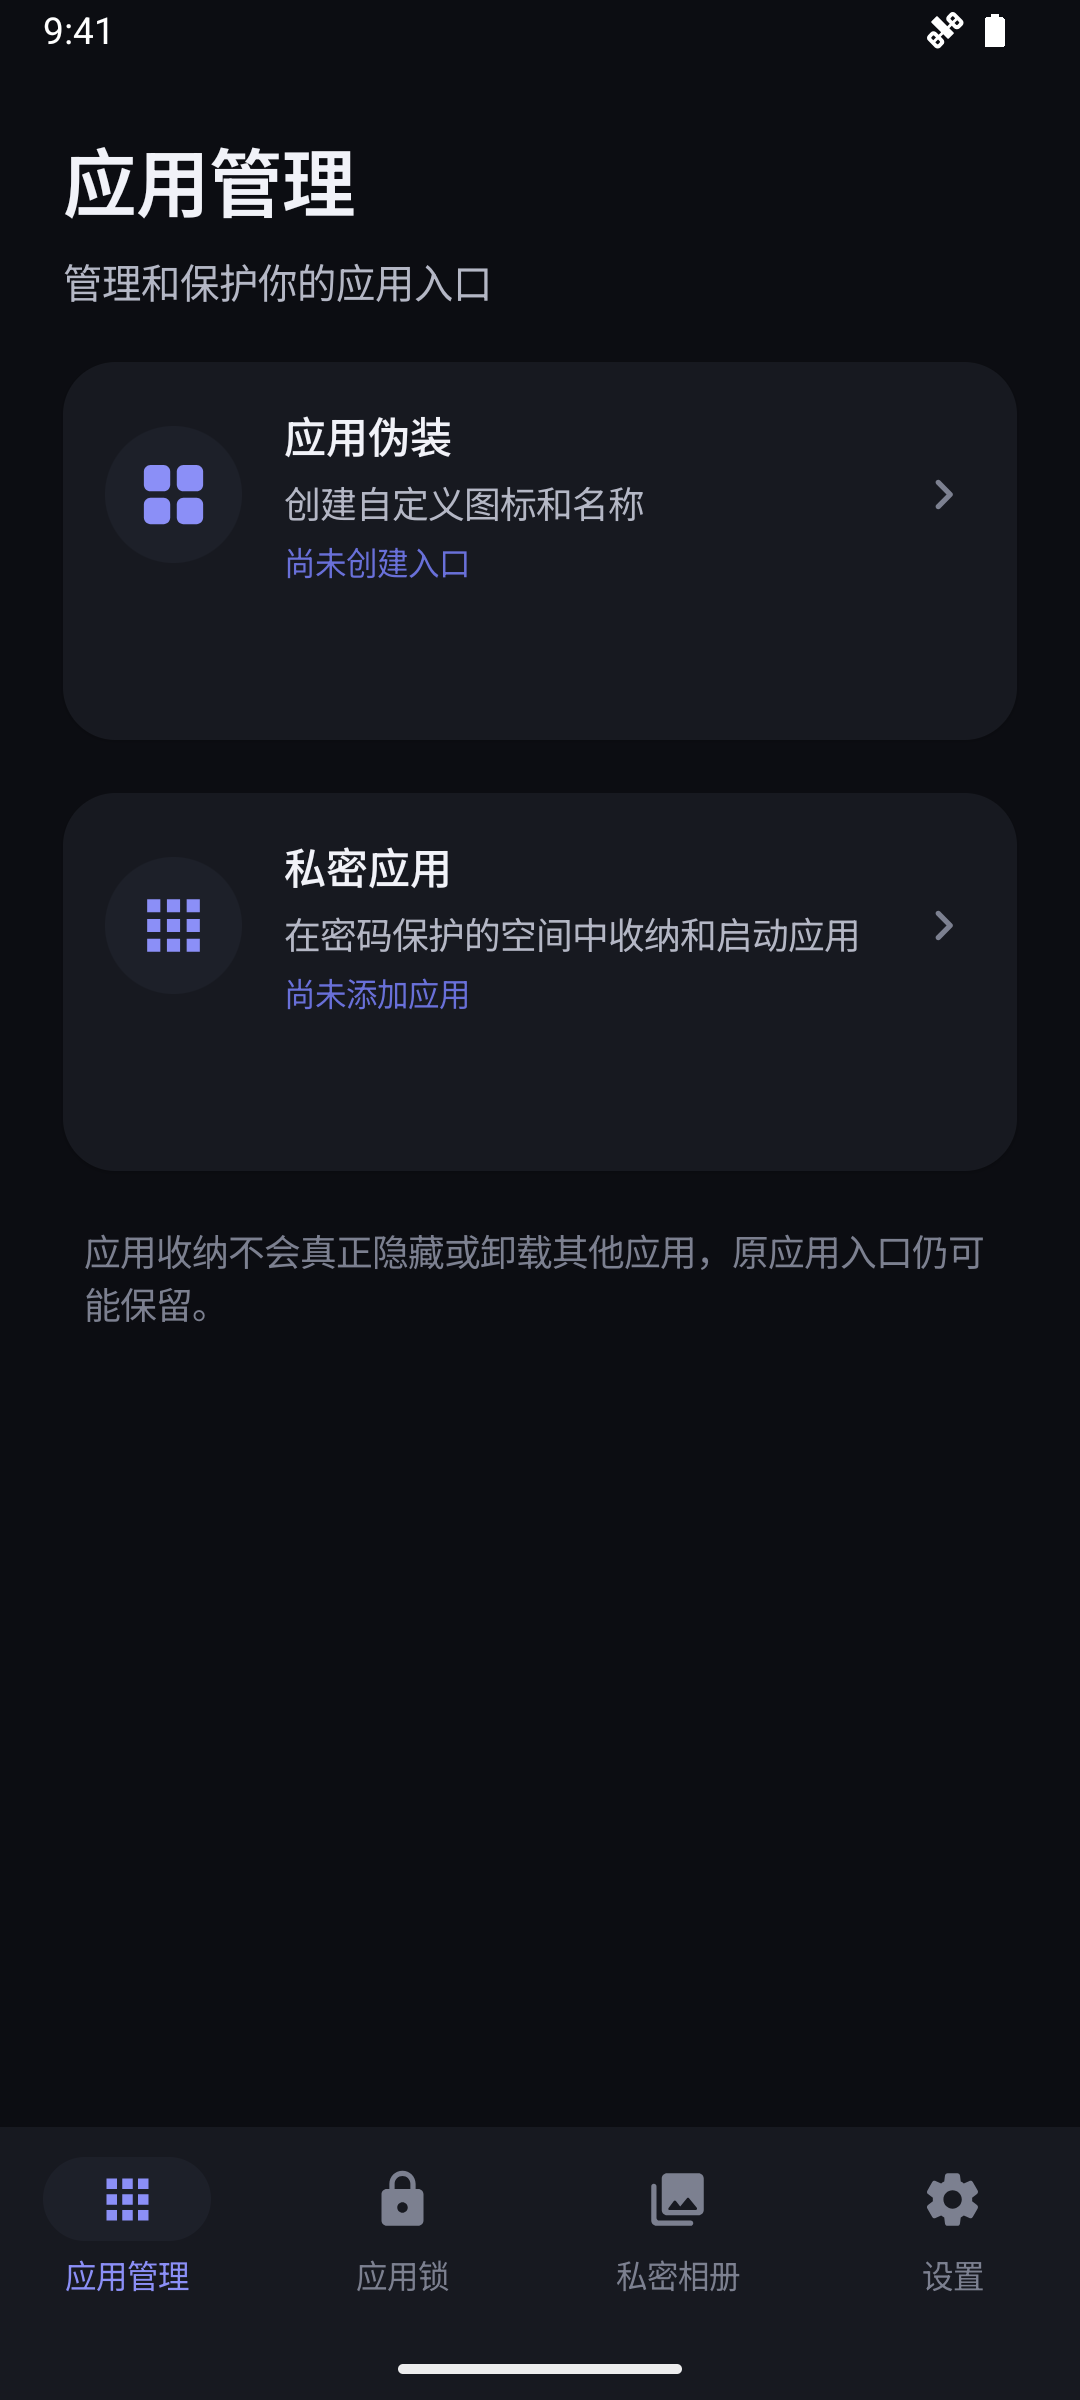 9:41
应用管理
管理和保护你的应用入口
应用伪装
创建自定义图标和名称
尚未创建入口
私密应用
在密码保护的空间中收纳和启动应用
尚未添加应用
应用收纳不会真正隐藏或卸载其他应用，原应用入口仍可
能保留。
应用管理
应用锁
私密相册
设置